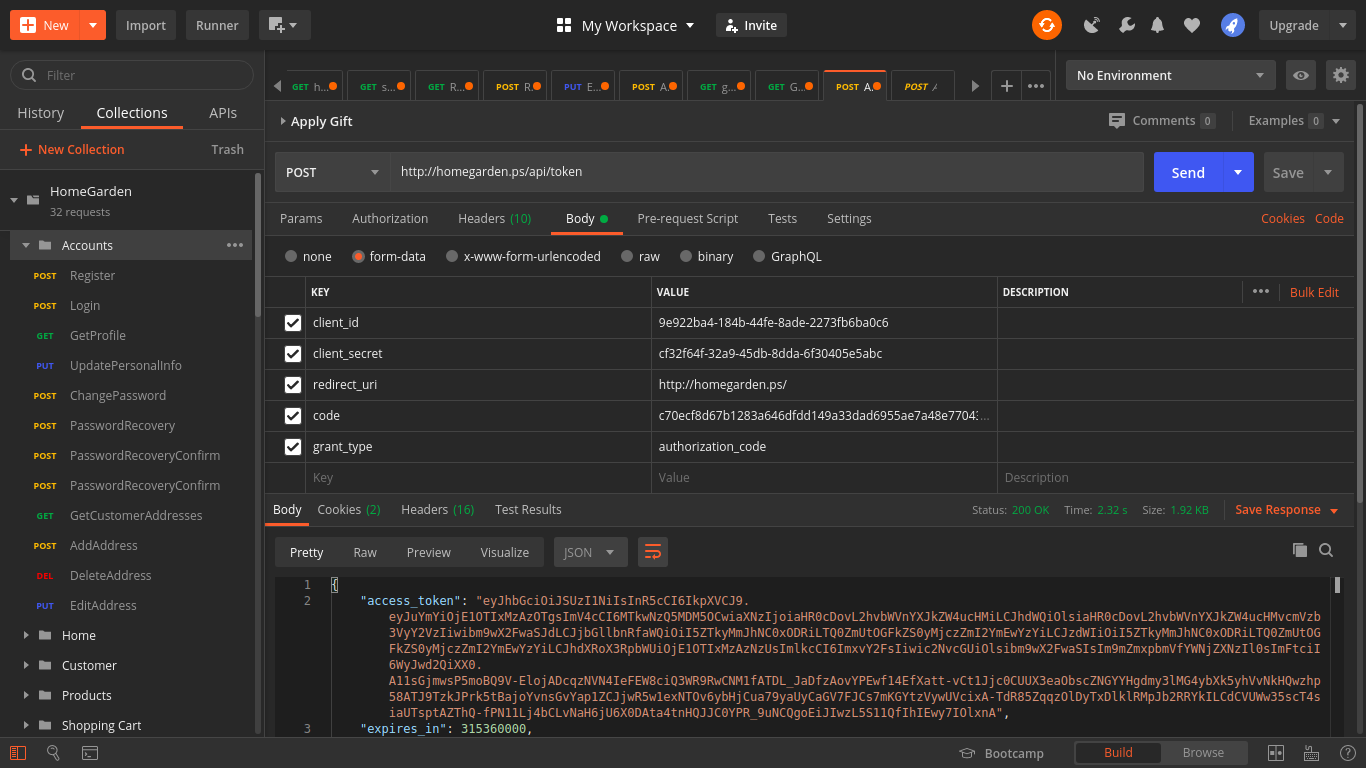 New
Import
Runner
My Workspace
Invite
Upgrade
Filter
History
Collections
APIs
New Collection
Trash
HomeGarden
32 requests
Accounts
POST Register
POST Login
GET GetProfile
PUT UpdatePersonalInfo
POST ChangePassword
POST PasswordRecovery
POST PasswordRecoveryConfirm
POST PasswordRecoveryConfirm
GET GetCustomerAddresses
POST AddAddress
DEL DeleteAddress
PUT EditAddress
Home
Customer
Products
Shopping Cart
GET h... GET s... GET R... POST R. PUT E... POST A. GET g... GET G... POST A. POST A
No Environment
Apply Gift
Comments 0
Examples 0
POST
http://homegarden.ps/api/token
Send
Save
Params Authorization Headers (10) Body Pre-request Script Tests Settings
Cookies Code
none form-data x-www-form-urlencoded raw binary GraphQL
KEY VALUE DESCRIPTION
Bulk Edit
client_id 9e922ba4-184b-44fe-8ade-2273fb6ba0c6
client_secret cf32f64f-32a9-45db-8dda-6f30405e5abc
redirect_uri http://homegarden.ps/
code c70ecf8d67b1283a646dfdd149a33dad6955ae7a48e7704...
grant_type authorization_code
Key Value Description
Body Cookies (2) Headers (16) Test Results
Status: 200 OK Time: 2.32 s Size: 1.92 KB
Save Response
Pretty Raw Preview Visualize JSON
1 {
2 "access_token": "eyJhbGciOiJSUzI1NiIsInR5cCI6IkpXVCJ9.
3 "expires_in": 315360000,
Bootcamp
Build
Browse